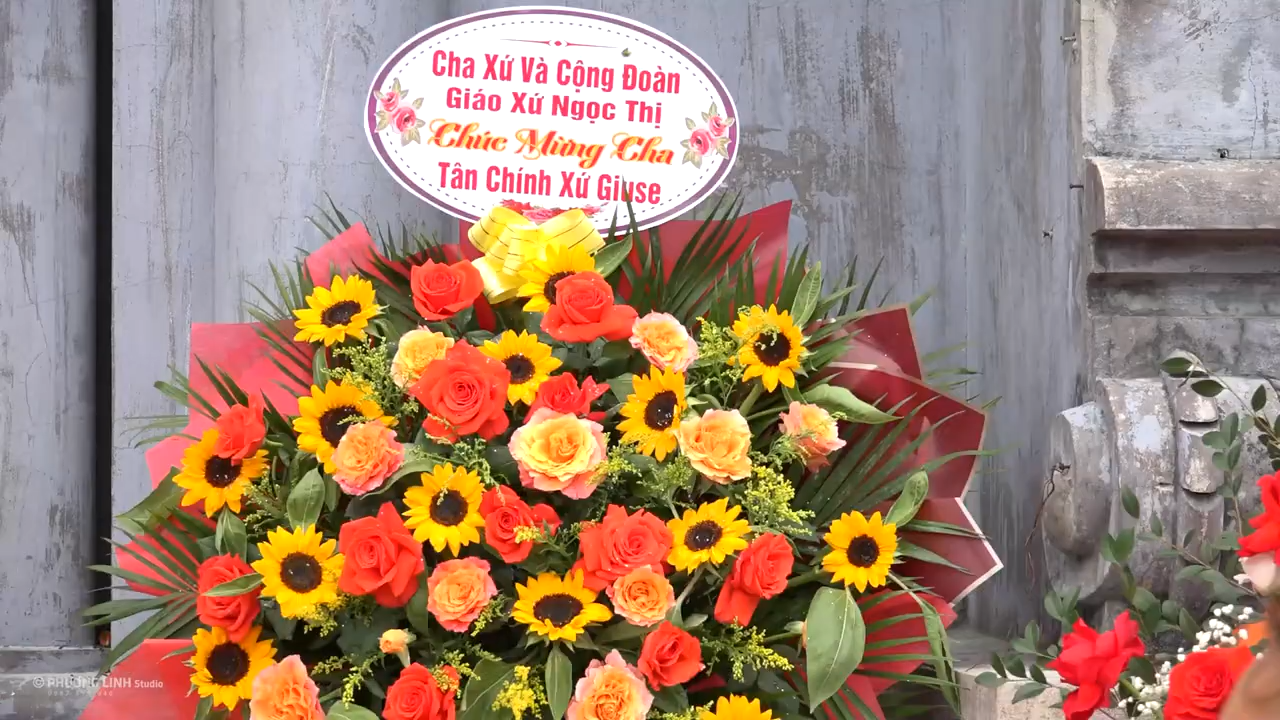 Cha Xứ Và Cộng Đoàn
Giáo Xứ Ngọc Thị
Chúc Mừng Cha
Tân Chính Xứ Giuse
© PHƯƠNG LINH Studio